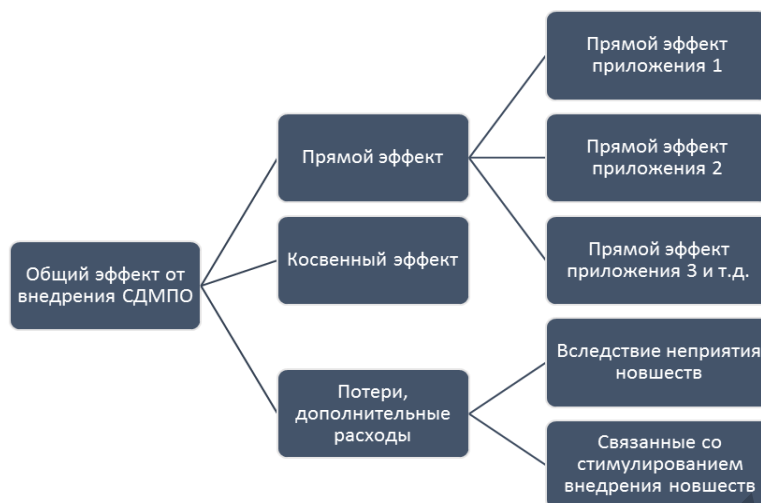 Общий эффект от
внедрения СДМПО
Прямой эффект
Косвенный эффект
Потери,
дополнительные
расходы
Прямой эффект
приложения 1
Прямой эффект
приложения 2
Прямой эффект
приложения 3 и т.д.
Вследствие неприятия
новшеств
Связанные со
стимулированием
внедрения новшеств